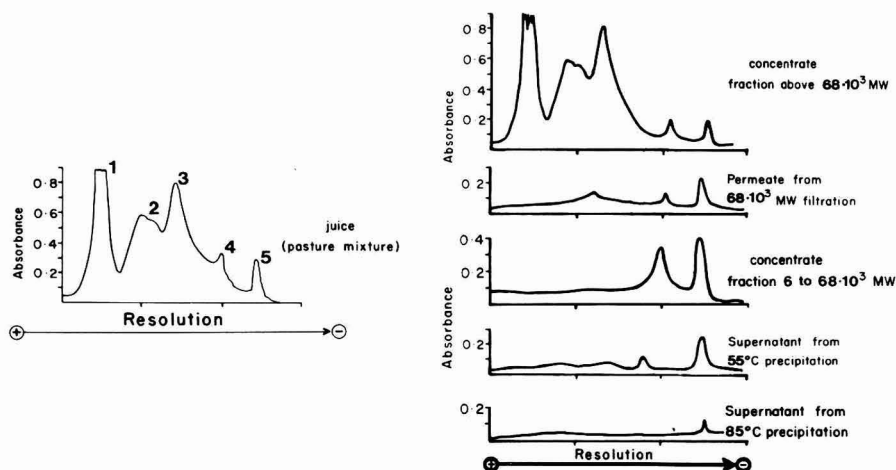 1
2
3
4
5
0·8
0·6
0·4
0·2
Absorbance
juice
(pasture mixture)
Resolution
+
-
0·8
0·6
0·4
0·2
Absorbance
concentrate
fraction above 68·10³ MW
0·2
Permeate from
68·10³ MW filtration
0·4
0·2
concentrate
fraction 6 to 68·10³ MW
Absorbance
0·2
Supernatant from
55°C precipitation
0·2
Supernatant from
85°C precipitation
Resolution
+
-